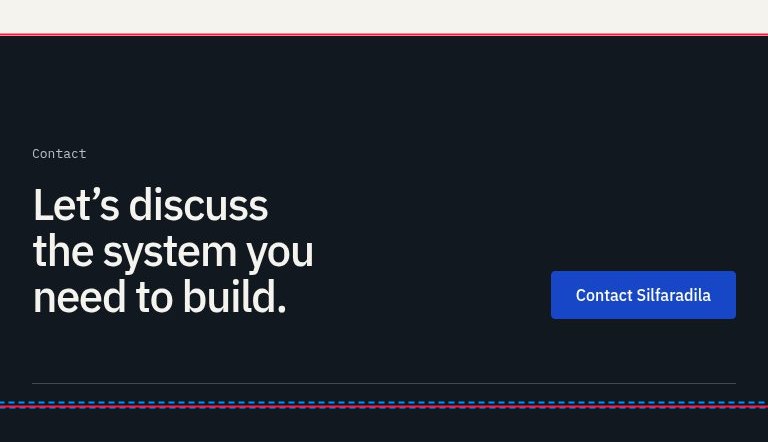 Contact
Let’s discuss
the system you
need to build.
Contact Silfaradila